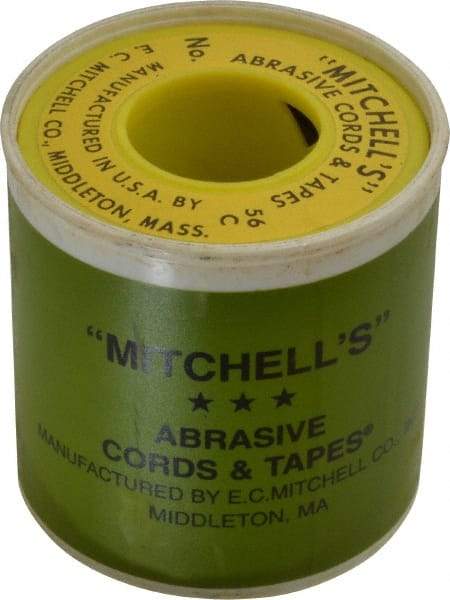 "MITCHELL'S"
ABRASIVE CORDS & TAPES
No. 56 C
MANUFACTURED IN U.S.A. BY
E. C. MITCHELL CO., MIDDLETON, MASS.
"MITCHELL'S"
★ ★ ★
ABRASIVE
CORDS & TAPES®
MANUFACTURED BY E.C. MITCHELL CO.,
MIDDLETON, MA